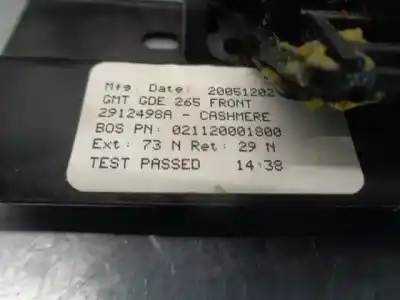 Mfg Date: 20051202
GMT GDE 265 FRONT
2912498A - CASHMERE
BOS PN: 021120001800
Ext: 73 N Ret: 29 N
TEST PASSED 14:38